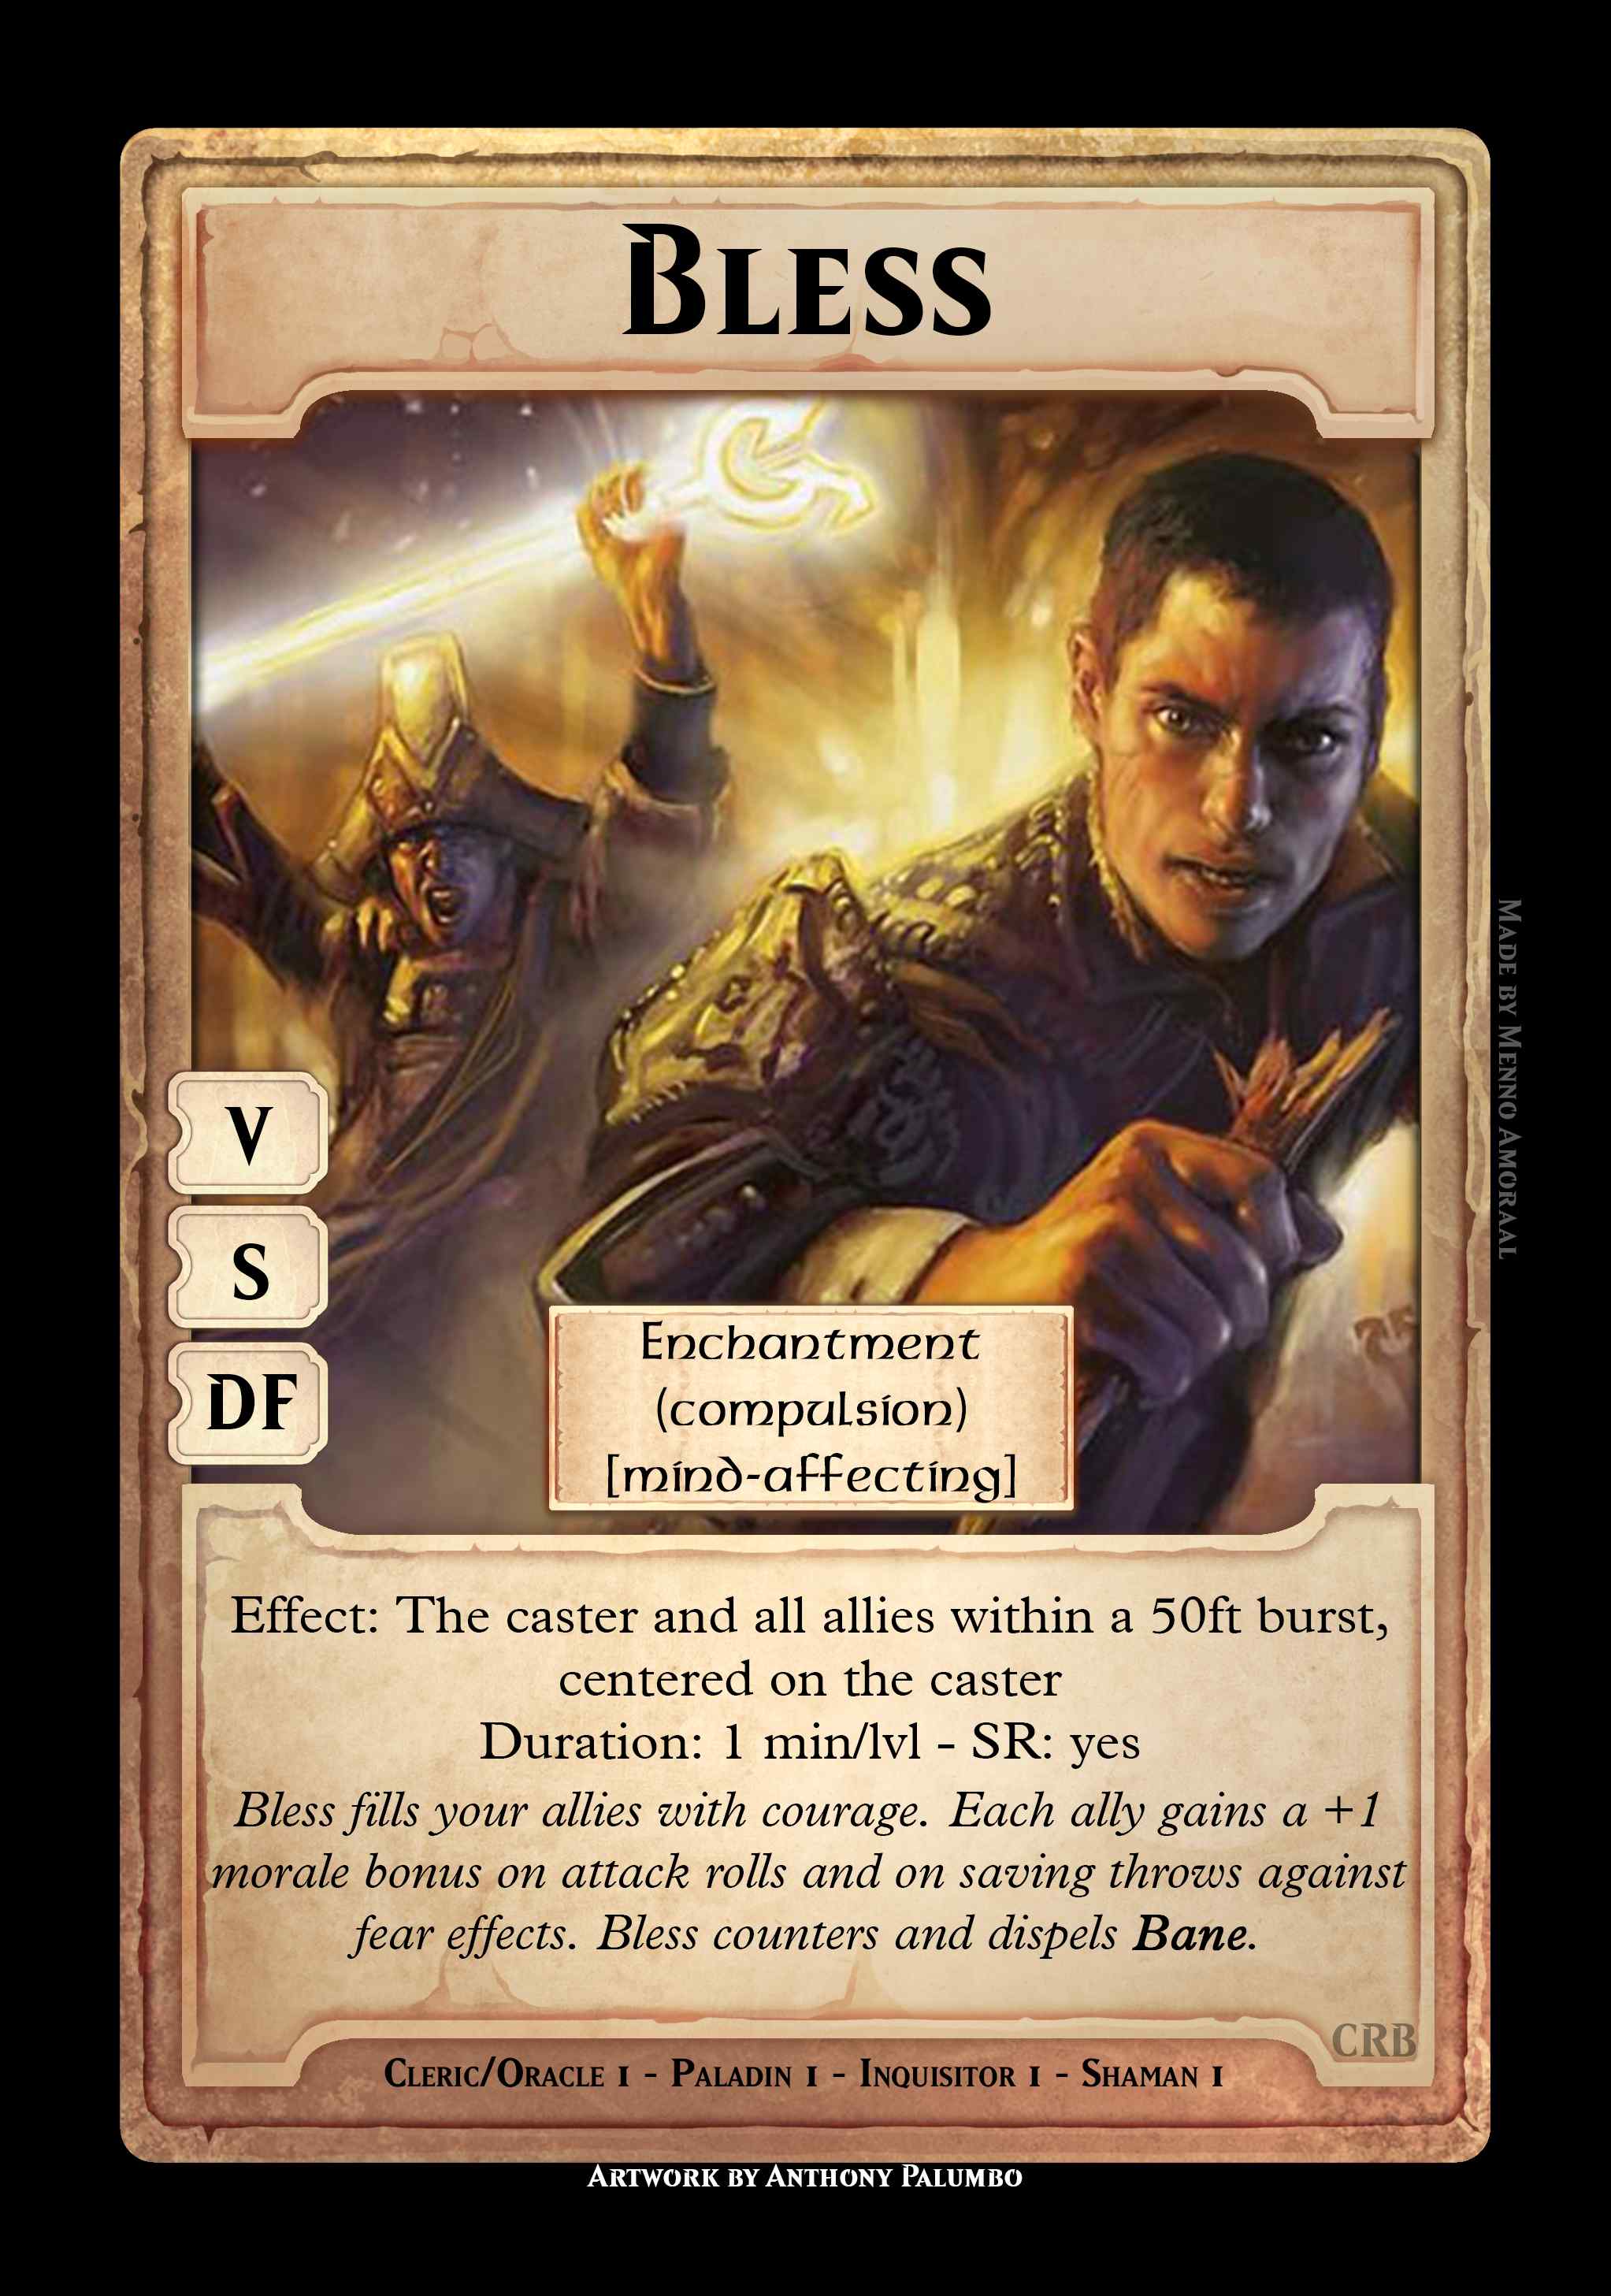 Bless
V
S
DF
Enchantment
(compulsion)
[mind-affecting]
Effect: The caster and all allies within a 50ft burst,
centered on the caster
Duration: 1 min/lvl - SR: yes
Bless fills your allies with courage. Each ally gains a +1
morale bonus on attack rolls and on saving throws against
fear effects. Bless counters and dispels Bane.
CRB
Cleric/Oracle 1 - Paladin 1 - Inquisitor 1 - Shaman 1
Artwork by Anthony Palumbo
Made by Menno Amoraal